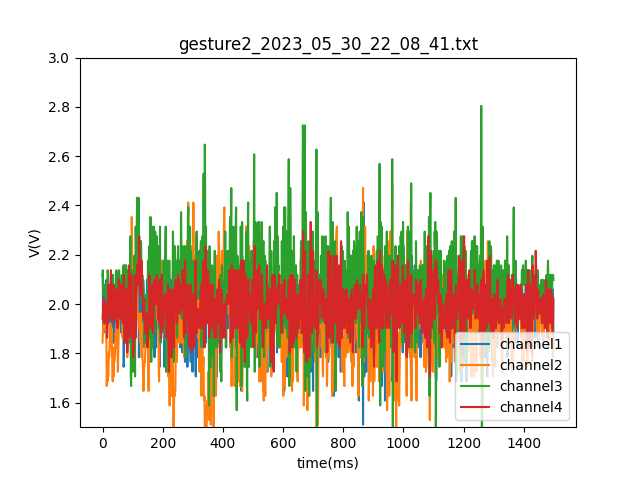 gesture2_2023_05_30_22_08_41.txt
3.0
2.8
2.6
2.4
2.2
2.0
1.8
1.6
V(V)
0 200 400 600 800 1000 1200 1400
time(ms)
channel1
channel2
channel3
channel4